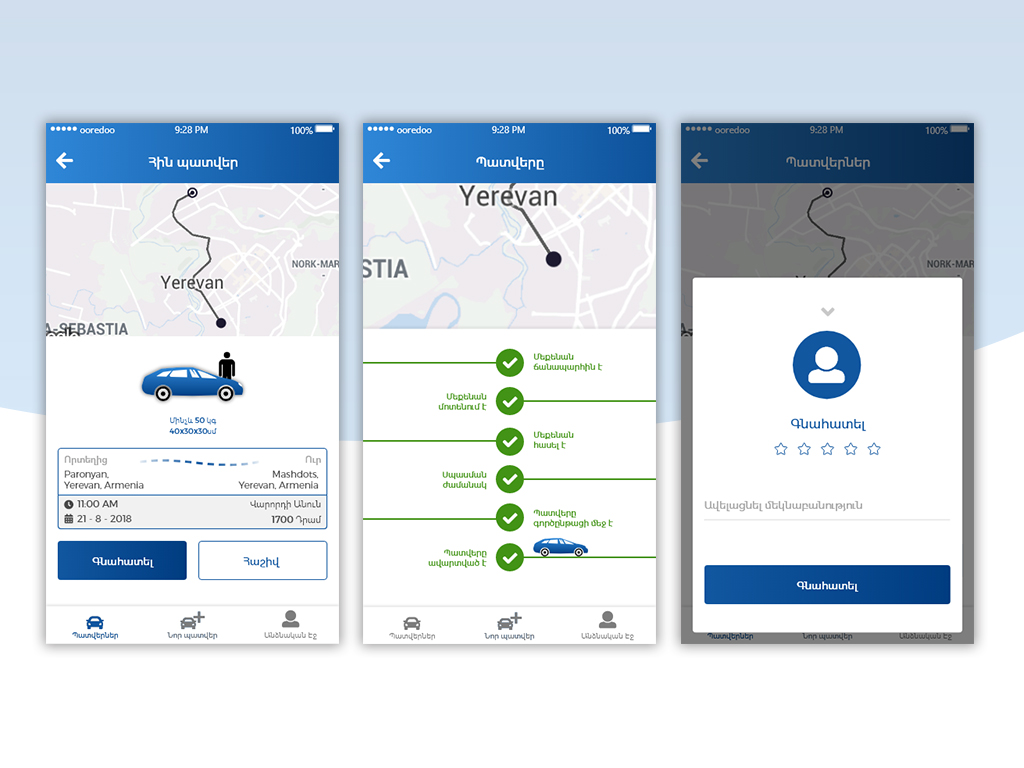 ooredoo 9:28 PM 100%
Հին պատվեր
NORK-MAR
Yerevan
A-SEBASTIA
Մինչև 50 կգ
40x30x30սմ
Որտեղից Ուր
Paronyan, Mashdots,
Yerevan, Armenia Yerevan, Armenia
11:00 AM Վարորդի Անուն
21 - 8 - 2018 1700 Դրամ
Գնահատել Հաշիվ
Պատվերներ Նոր պատվեր Անձնական Էջ
ooredoo 9:28 PM 100%
Պատվերը
Yerevan
STIA
Մեքենան
ճանապարհին է
Մեքենան
մոտենում է
Մեքենան
հասել է
Սպասման
ժամանակ
Պատվերը
գործընթացի մեջ է
Պատվերը
ավարտված է
Պատվերներ Նոր պատվեր Անձնական Էջ
ooredoo 9:28 PM 100%
Պատվերներ
NORK-MAR
Գնահատել
Ավելացնել մեկնաբանություն
Գնահատել
Պատվերներ Նոր պատվեր Անձնական Էջ